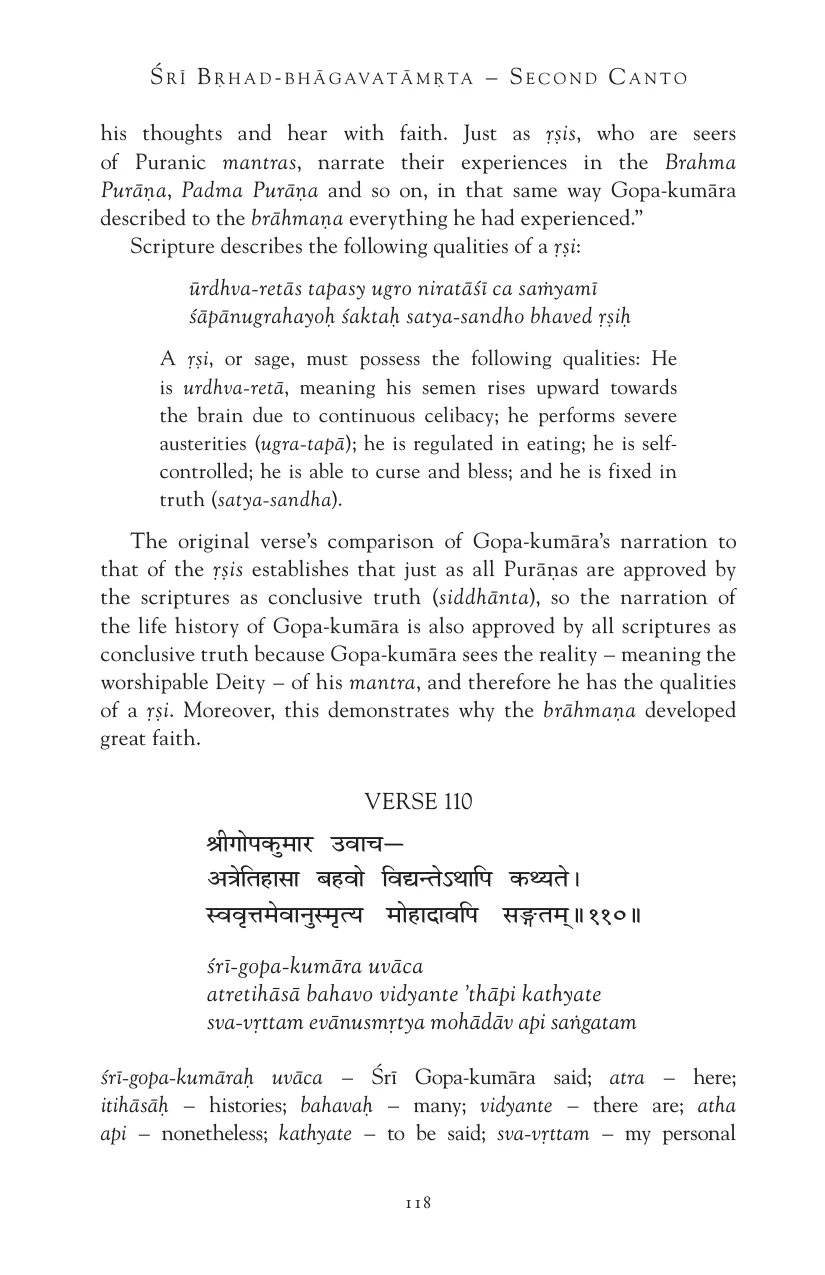 Śrī Bṛhad-bhāgavatāmṛta – Second Canto
his thoughts and hear with faith. Just as ṛṣis, who are seers
of Puranic mantras, narrate their experiences in the Brahma
Purāṇa, Padma Purāṇa and so on, in that same way Gopa-kumāra
described to the brāhmaṇa everything he had experienced.”
Scripture describes the following qualities of a ṛṣi:
ūrdhva-retās tapasy ugro niratāśī ca saṁyamī
śāpānugrahayoḥ śaktaḥ satya-sandho bhaved ṛṣiḥ
A ṛṣi, or sage, must possess the following qualities: He
is urdhva-retā, meaning his semen rises upward towards
the brain due to continuous celibacy; he performs severe
austerities (ugra-tapā); he is regulated in eating; he is self-
controlled; he is able to curse and bless; and he is fixed in
truth (satya-sandha).
The original verse’s comparison of Gopa-kumāra’s narration to
that of the ṛṣis establishes that just as all Purāṇas are approved by
the scriptures as conclusive truth (siddhānta), so the narration of
the life history of Gopa-kumāra is also approved by all scriptures as
conclusive truth because Gopa-kumāra sees the reality – meaning the
worshipable Deity – of his mantra, and therefore he has the qualities
of a ṛṣi. Moreover, this demonstrates why the brāhmaṇa developed
great faith.
VERSE 110
श्रीगोपकुमार उवाच—
अत्रेतिहासा बहवो विद्यन्तेऽथापि कथ्यते।
स्ववृत्तमेवानुस्मृत्य मोहादावपि सङ्गतम्॥११०॥
śrī-gopa-kumāra uvāca
atretihāsā bahavo vidyante ’thāpi kathyate
sva-vṛttam evānusmṛtya mohādāv api saṅgatam
śrī-gopa-kumāraḥ uvāca – Śrī Gopa-kumāra said; atra – here;
itihāsāḥ – histories; bahavaḥ – many; vidyante – there are; atha
api – nonetheless; kathyate – to be said; sva-vṛttam – my personal
118